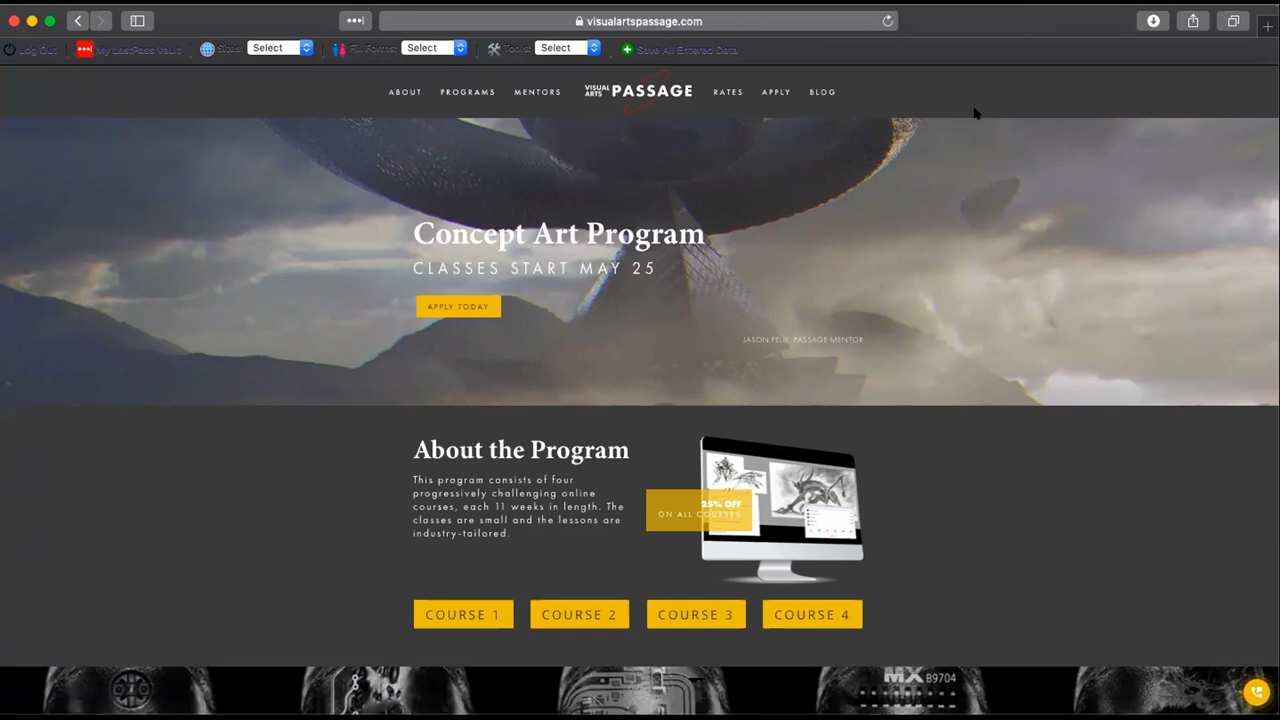 visualartspassage.com
Log Out
My LastPass Vault
Sites:
Select
Fill Forms:
Select
Tools:
Select
Save All Entered Data
ABOUT PROGRAMS MENTORS VISUAL ARTS PASSAGE RATES APPLY BLOG
Concept Art Program
CLASSES START MAY 25
APPLY TODAY
JASON FELIX, PASSAGE MENTOR
About the Program
This program consists of four
progressively challenging online
courses, each 11 weeks in length. The
classes are small and the lessons are
industry-tailored.
25% OFF
ON ALL COURSES
COURSE 1 COURSE 2 COURSE 3 COURSE 4
MX B9704